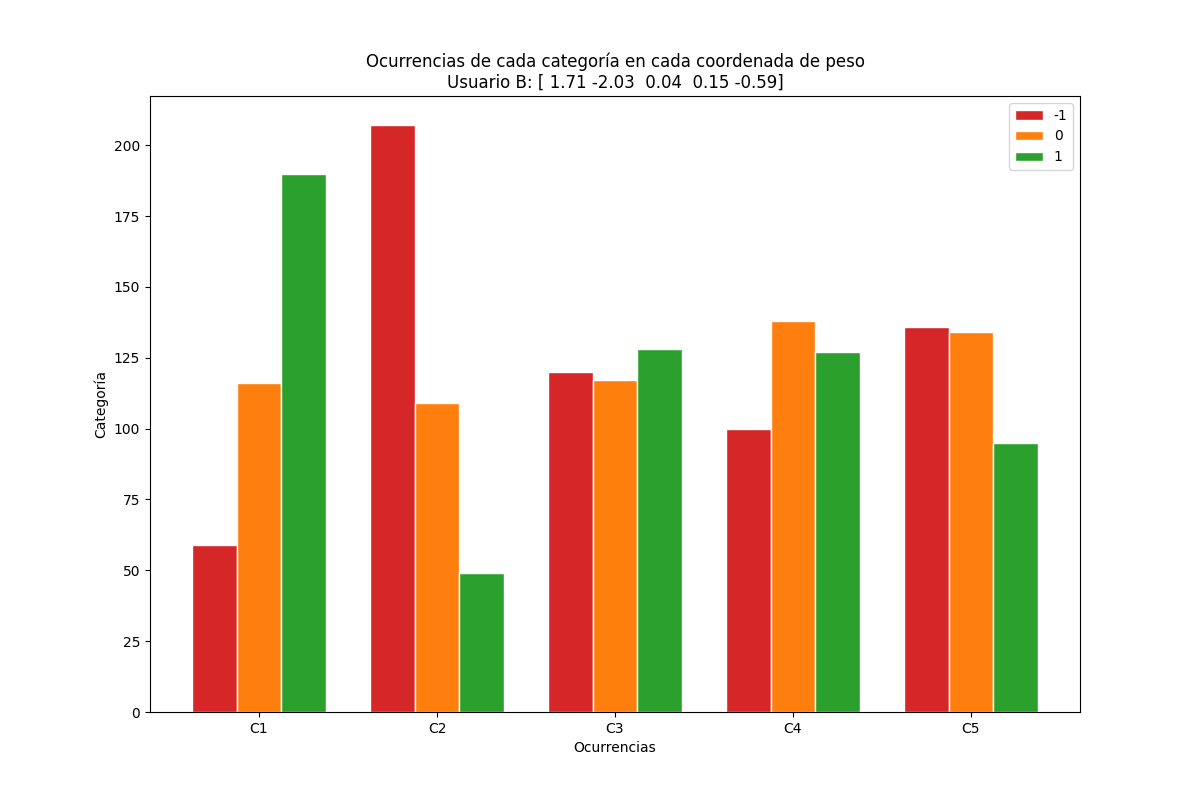 Ocurrencias de cada categoría en cada coordenada de peso
Usuario B: [ 1.71 -2.03  0.04  0.15 -0.59]
-1
0
1
200
175
150
125
100
75
50
25
0
Categoría
C1 C2 C3 C4 C5
Ocurrencias